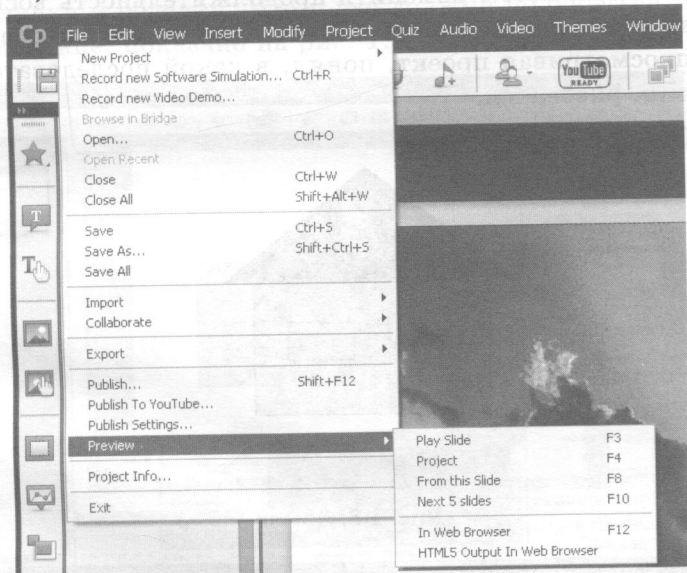 Cp File Edit View Insert Modify Project Quiz Audio Video Themes Window
New Project
Record new Software Simulation... Ctrl+R
Record new Video Demo...
Browse in Bridge
Open... Ctrl+O
Open Recent
Close Ctrl+W
Close All Shift+Alt+W
Save Ctrl+S
Save As... Shift+Ctrl+S
Save All
Import
Collaborate
Export
Publish... Shift+F12
Publish To YouTube...
Publish Settings...
Preview
Project Info...
Exit
Play Slide F3
Project F4
From this Slide F8
Next 5 slides F10
In Web Browser F12
HTML5 Output In Web Browser
You Tube
READY
T
T